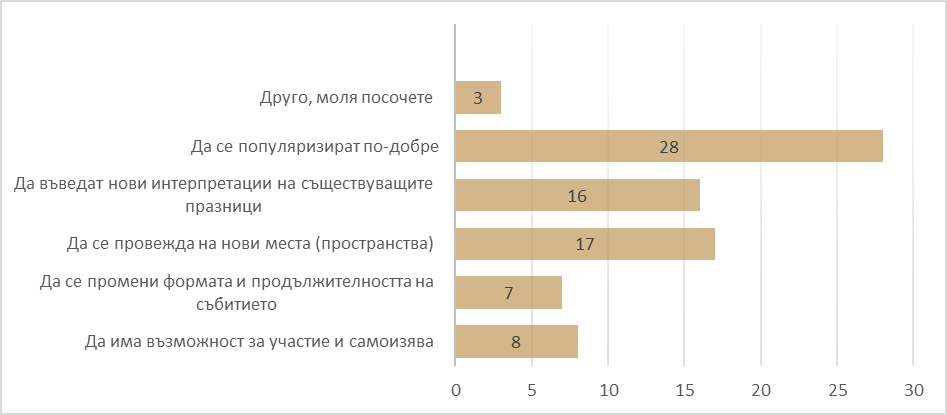 Друго, моля посочете
3
Да се популяризират по-добре
28
Да въведат нови интерпретации на съществуващите
празници
16
Да се провежда на нови места (пространства)
17
Да се промени формата и продължителността на
събитието
7
Да има възможност за участие и самоизява
8
0 5 10 15 20 25 30